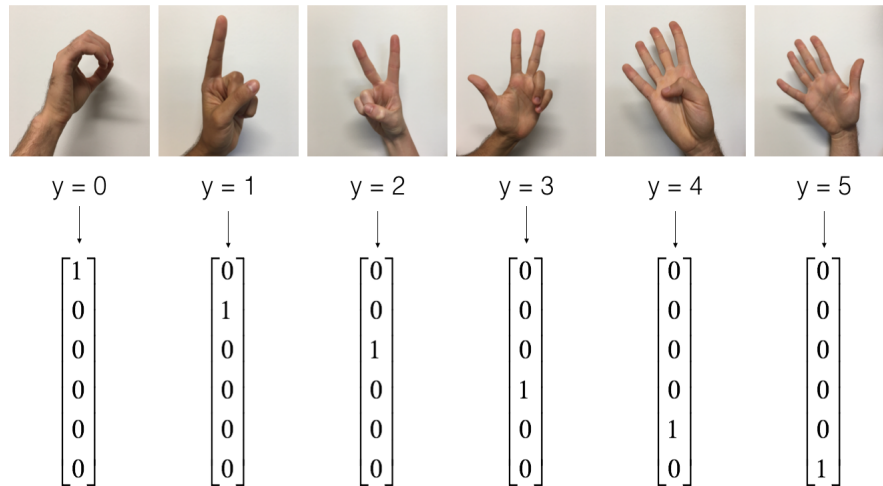 y = 0 y = 1 y = 2 y = 3 y = 4 y = 5
1 0 0 0 0 0
0 1 0 0 0 0
0 0 1 0 0 0
0 0 0 1 0 0
0 0 0 0 1 0
0 0 0 0 0 1